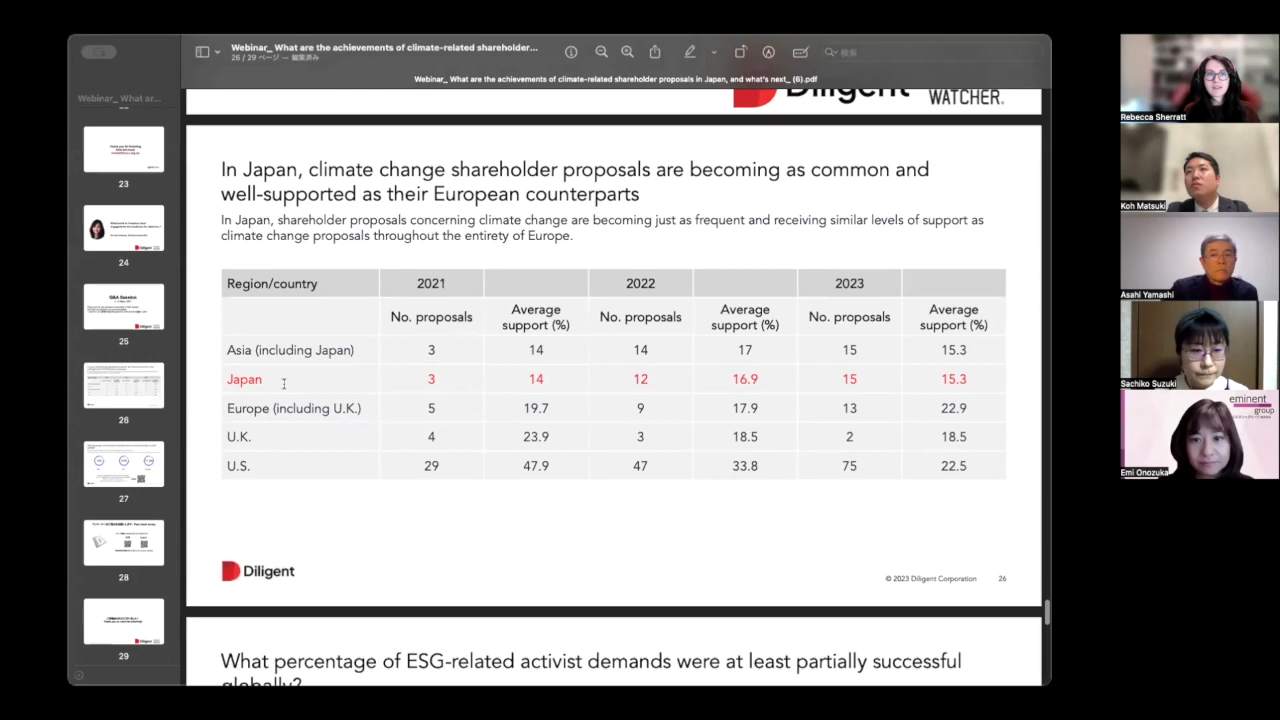 Webinar_ What are the achievements of climate-related shareholder...
26 / 29 ページ — 編集済み
検索
Webinar_ What are the achievements of climate-related shareholder proposals in Japan, and what's next_ (6).pdf
Webinar_ What ar...
Diligent
WATCHER.
In Japan, climate change shareholder proposals are becoming as common and
well-supported as their European counterparts
In Japan, shareholder proposals concerning climate change are becoming just as frequent and receiving similar levels of support as
climate change proposals throughout the entirety of Europe.
Region/country 2021 2022 2023
No. proposals Average support (%) No. proposals Average support (%) No. proposals Average support (%)
Asia (including Japan) 3 14 14 17 15 15.3
Japan 3 14 12 16.9 15 15.3
Europe (including U.K.) 5 19.7 9 17.9 13 22.9
U.K. 4 23.9 3 18.5 2 18.5
U.S. 29 47.9 47 33.8 75 22.5
Diligent
© 2023 Diligent Corporation 26
What percentage of ESG-related activist demands were at least partially successful
globally?
23
24
25
26
27
28
29
Rebecca Sherratt
Koh Matsuki
Asahi Yamashi
Sachiko Suzuki
eminent
group
Emi Onozuka